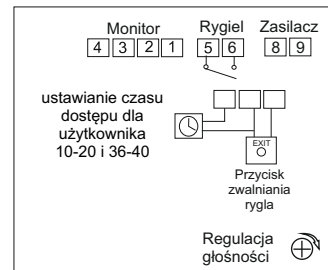 Monitor Rygiel Zasilacz
4 3 2 1 5 6 8 9
ustawianie czasu
dostępu dla
użytkownika
10-20 i 36-40
EXIT
Przycisk
zwalniania
rygla
Regulacja
głośności